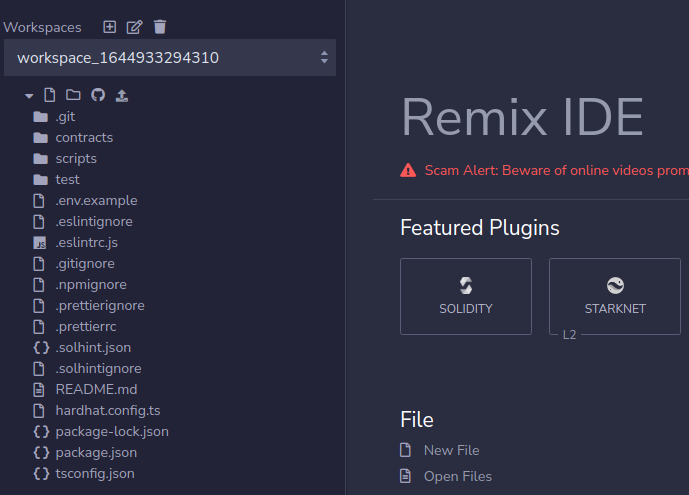 Workspaces
workspace_1644933294310
.git
contracts
scripts
test
.env.example
.eslintignore
.eslintrc.js
.gitignore
.npmignore
.prettierignore
.prettierrc
.solhint.json
.solhintignore
README.md
hardhat.config.ts
package-lock.json
package.json
tsconfig.json
Remix IDE
Scam Alert: Beware of online videos prom
Featured Plugins
SOLIDITY
STARKNET
L2
File
New File
Open Files